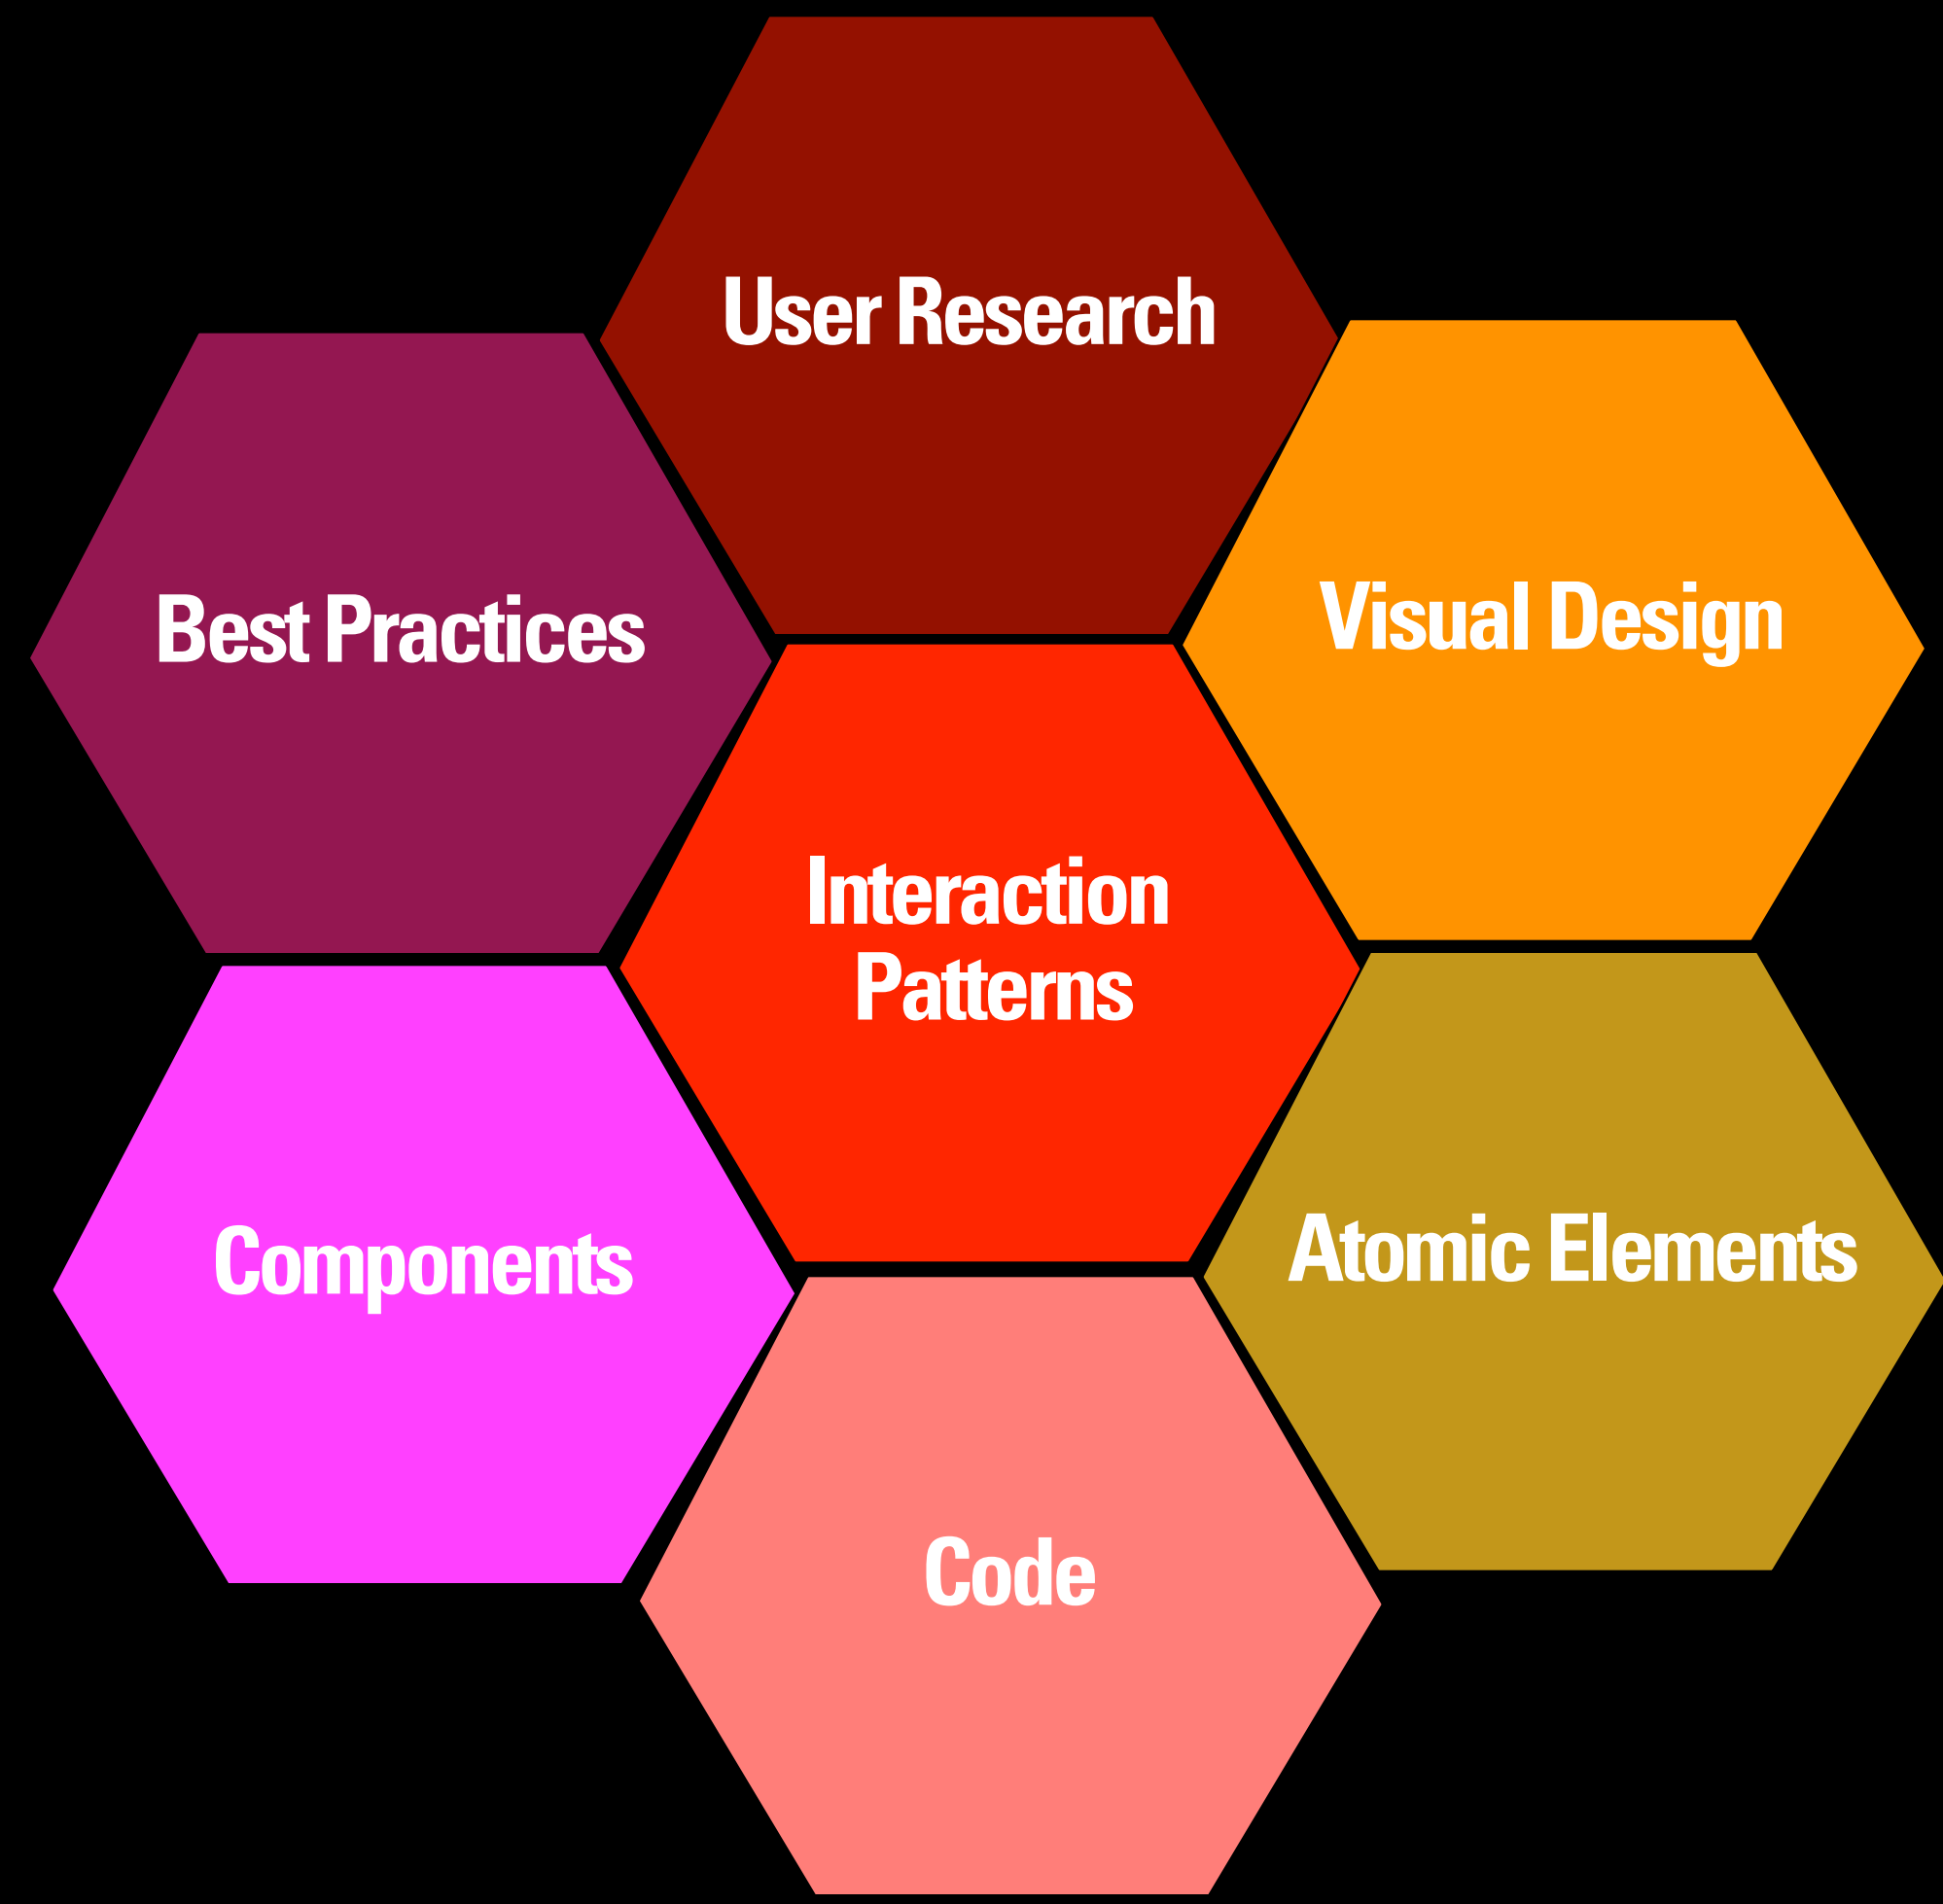 User Research
Best Practices
Visual Design
Interaction
Patterns
Components
Atomic Elements
Code